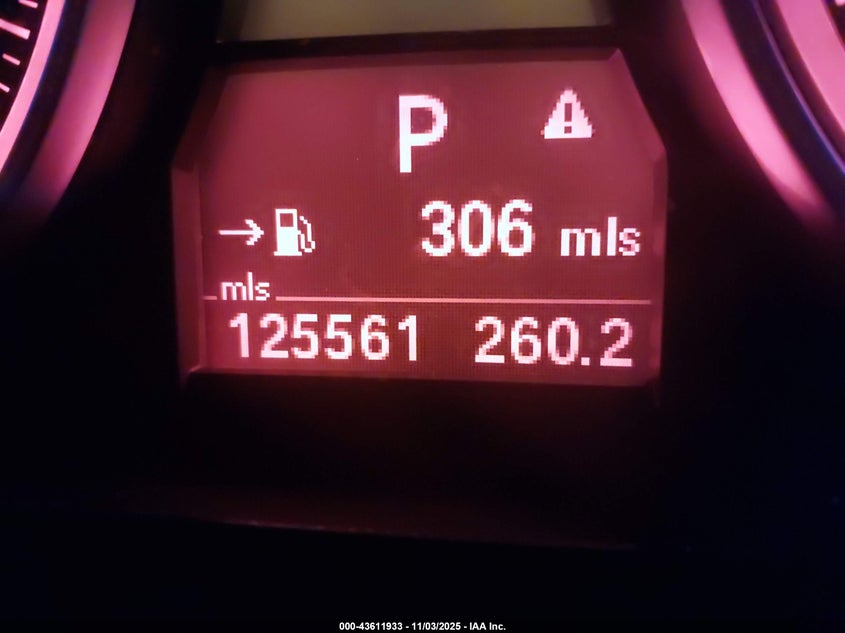 P
306 mls
mls
125561 260.2
000-43611933 - 11/03/2025 - IAA Inc.